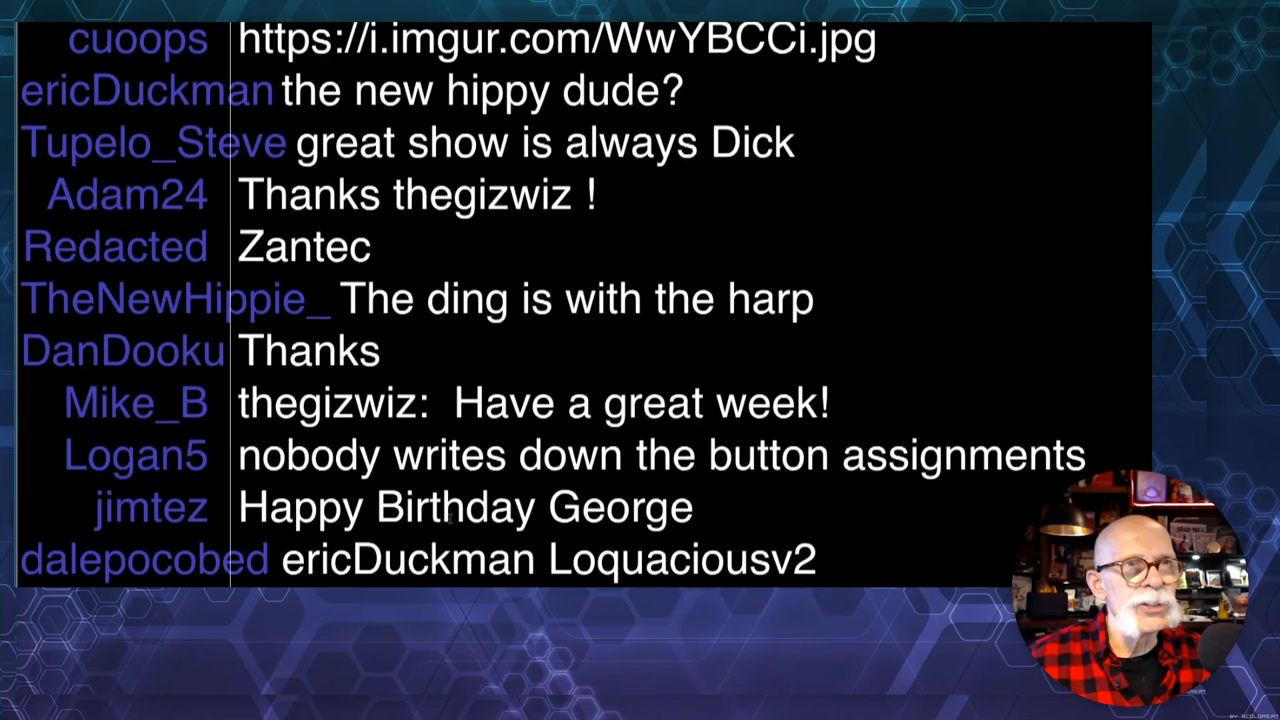 cuoops https://i.imgur.com/WwYBCCi.jpg
ericDuckman the new hippy dude?
Tupelo_Steve great show is always Dick
Adam24 Thanks thegizwiz !
Redacted Zantec
TheNewHippie_ The ding is with the harp
DanDooku Thanks
Mike_B thegizwiz: Have a great week!
Logan5 nobody writes down the button assignments
jimtez Happy Birthday George
dalepocobed ericDuckman Loquaciousv2